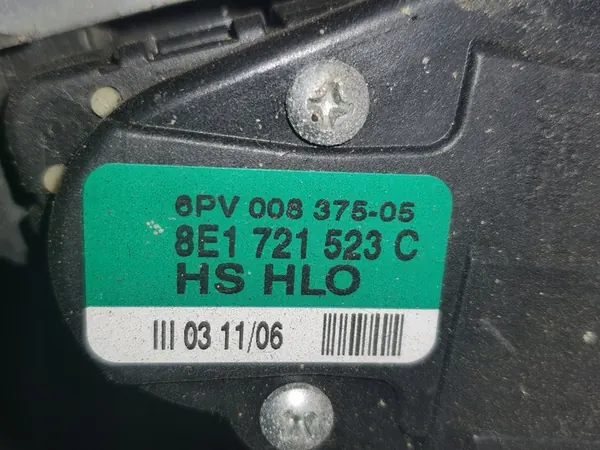 6PV 008 375-05
8E1 721 523 C
HS HLO
III 03 11/06